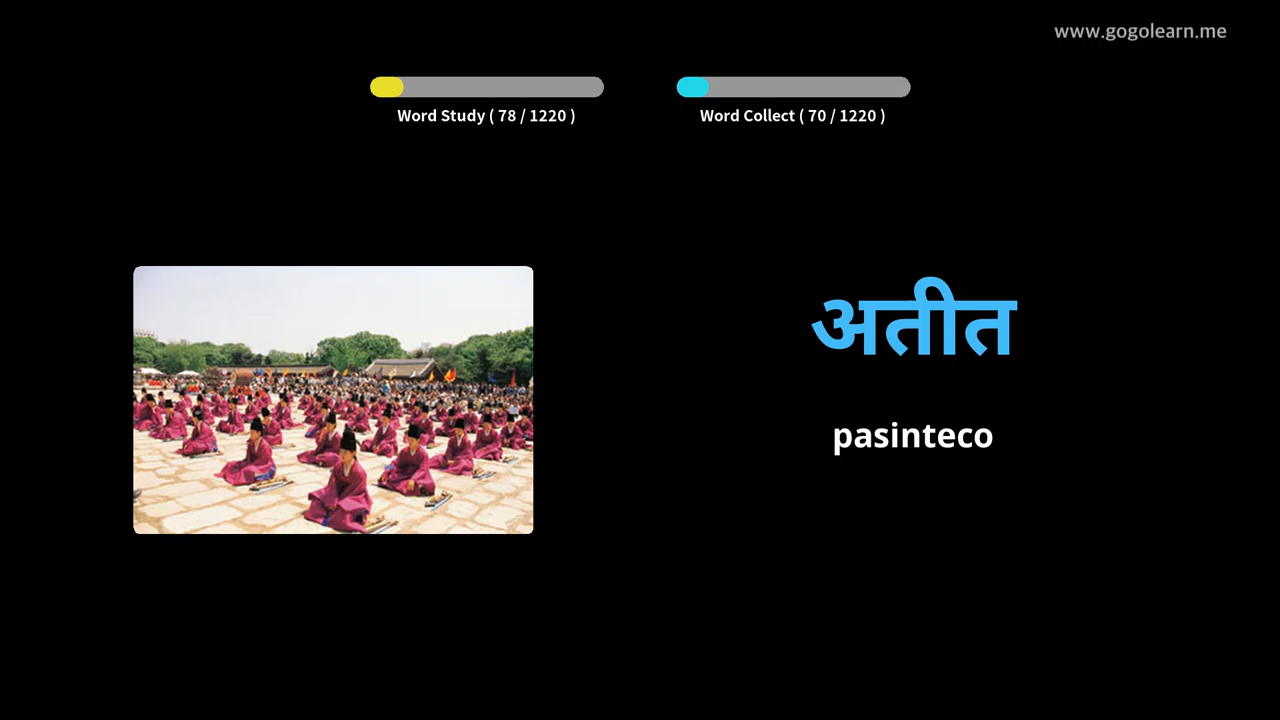 www.gogolearn.me
Word Study ( 78 / 1220 )
Word Collect ( 70 / 1220 )
अतीत
pasinteco